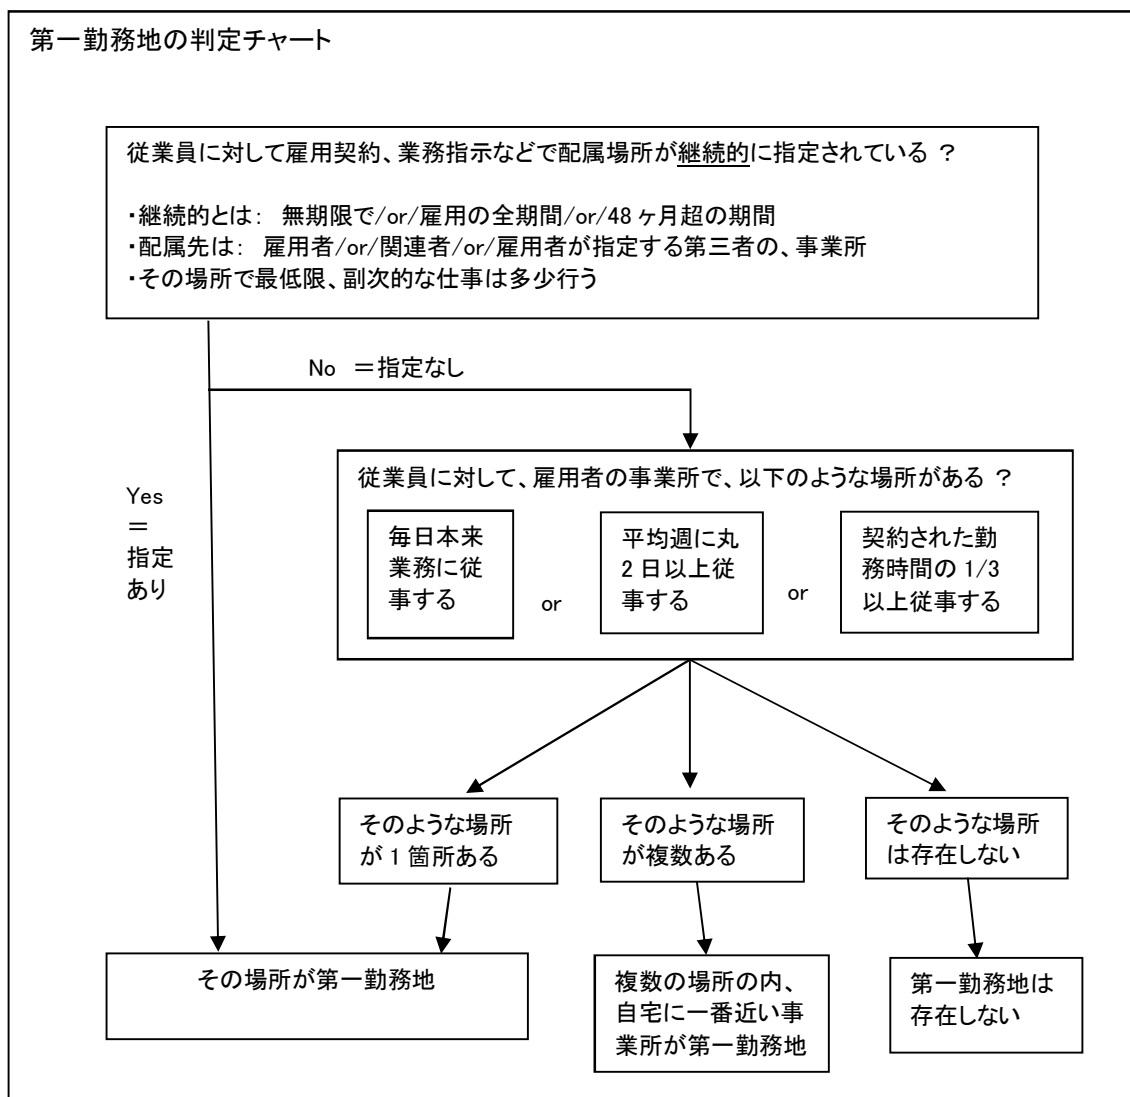 第一勤務地の判定チャート
従業員に対して雇用契約、業務指示などで配属場所が継続的に指定されている ?
・継続的とは： 無期限で/or/雇用の全期間/or/48ヶ月超の期間
・配属先は： 雇用者/or/関連者/or/雇用者が指定する第三者の、事業所
・その場所で最低限、副次的な仕事は多少行う
No ＝指定なし
Yes
＝
指定
あり
従業員に対して、雇用者の事業所で、以下のような場所がある ?
毎日本来
業務に従
事する
or
平均週に丸
2日以上従
事する
or
契約された勤
務時間の1/3
以上従事する
そのような場所
が1箇所ある
そのような場所
が複数ある
そのような場所
は存在しない
その場所が第一勤務地
複数の場所の内、
自宅に一番近い事
業所が第一勤務地
第一勤務地は
存在しない